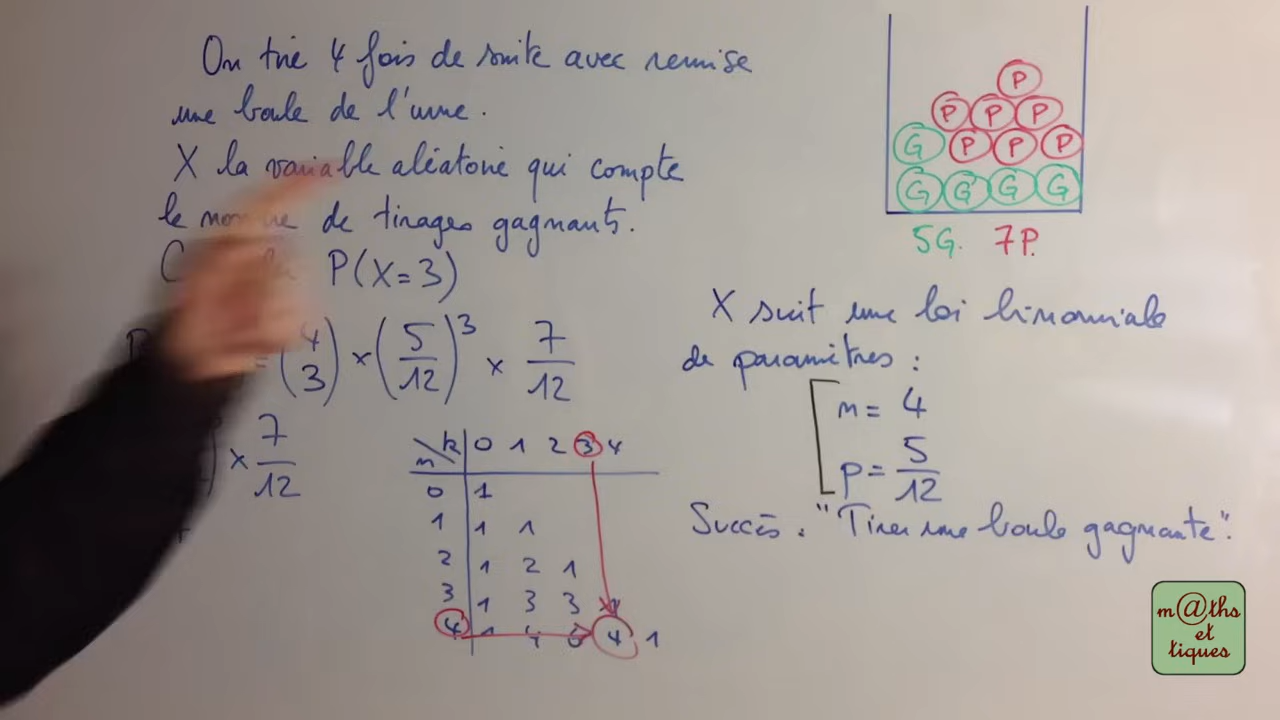 On tire 4 fois de suite avec remise
une boule de l'urne.
X la variable aléatoire qui compte
le de tirages gagnants.
P(X=3)
= (4 3) × (5/12)^3 × 7/12
× 7/12
n \ k 0 1 2 3 4
0 1
1 1 1
2 1 2 1
3 1 3 3 1
4 1 4 6 4 1
P
P P P
G P P P
G G G G
5G. 7P.
X suit une loi binomiale
de paramètres :
n = 4
p = 5/12
Succès : "Tirer une boule gagnante".
m@ths
et
tiques